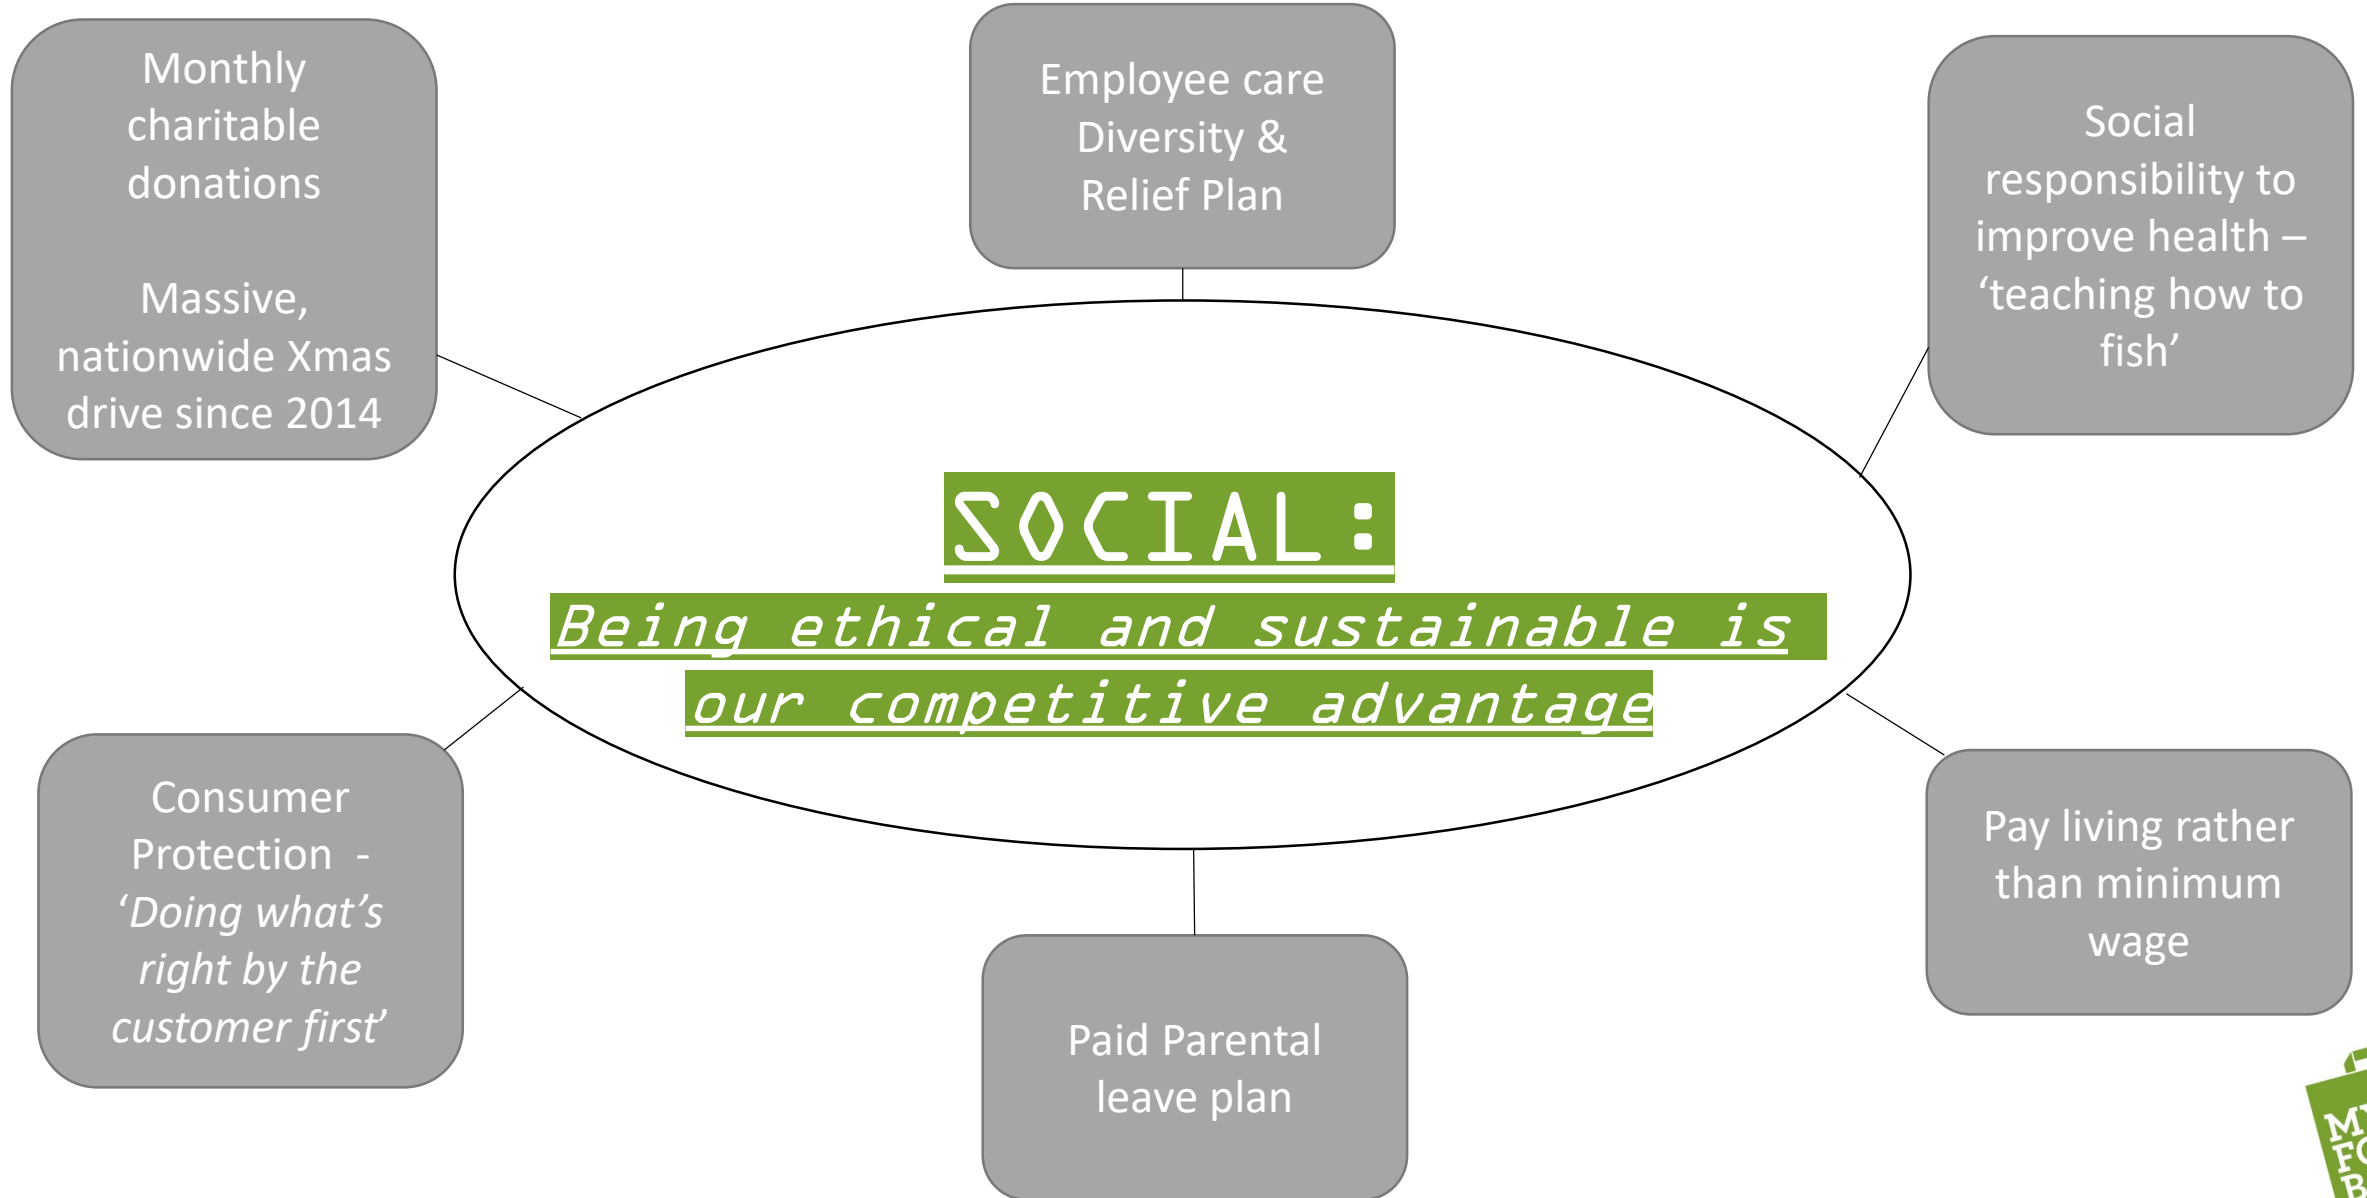 Monthly
charitable
donations
Massive,
nationwide Xmas
drive since 2014
Employee care
Diversity &
Relief Plan
Social
responsibility to
improve health –
‘teaching how to
fish’
SOCIAL:
Being ethical and sustainable is
our competitive advantage
Consumer
Protection  -
‘Doing what’s
right by the
customer first’
Paid Parental
leave plan
Pay living rather
than minimum
wage